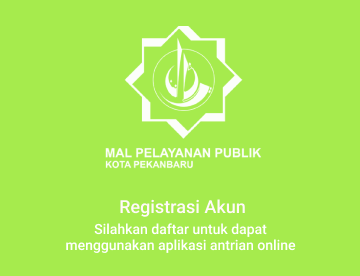 MAL PELAYANAN PUBLIK
KOTA PEKANBARU
Registrasi Akun
Silahkan daftar untuk dapat
menggunakan aplikasi antrian online